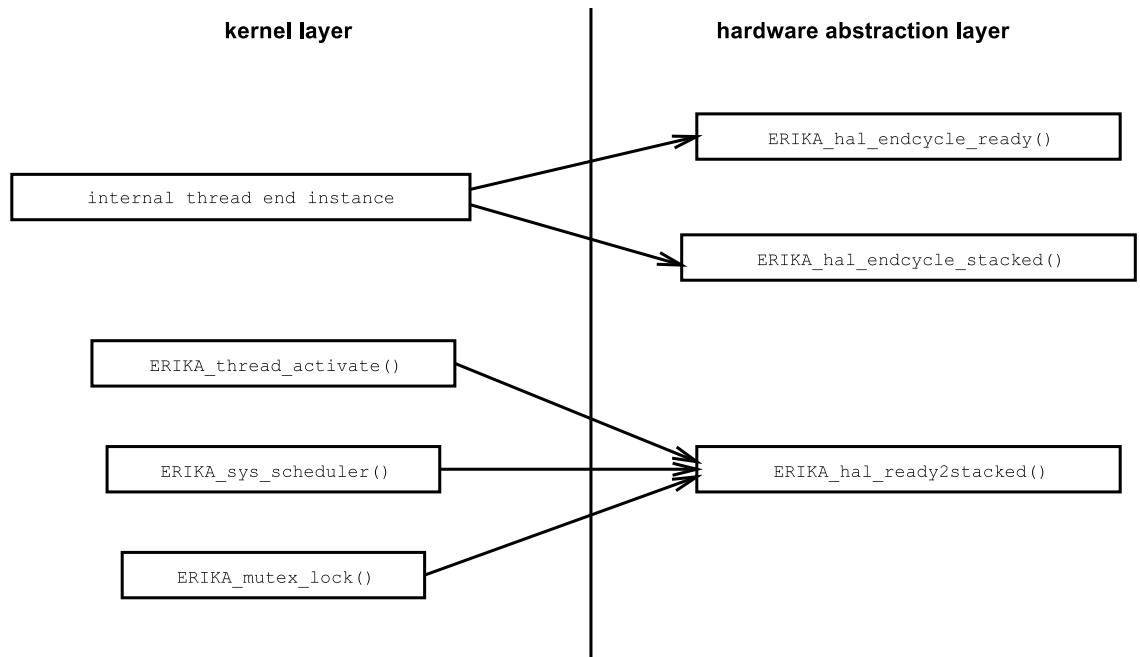 kernel layer
hardware abstraction layer
ERIKA_hal_endcycle_ready()
internal thread end instance
ERIKA_hal_endcycle_stacked()
ERIKA_thread_activate()
ERIKA_sys_scheduler()
ERIKA_hal_ready2stacked()
ERIKA_mutex_lock()